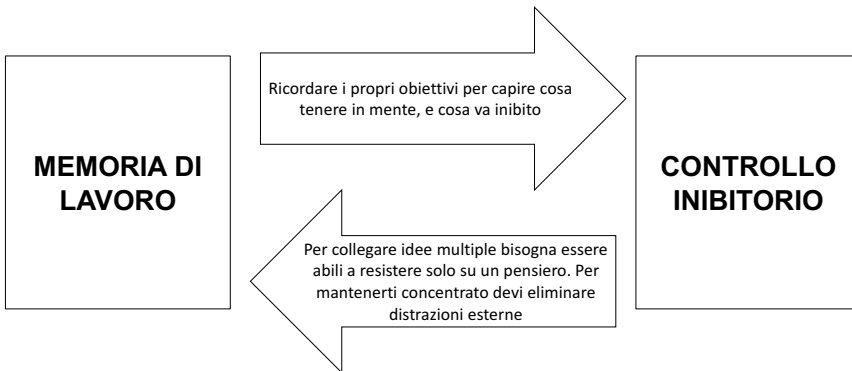 Ricordare i propri obiettivi per capire cosa
tenere in mente, e cosa va inibito
MEMORIA DI
LAVORO
CONTROLLO
INIBITORIO
Per collegare idee multiple bisogna essere
abili a resistere solo su un pensiero. Per
mantenerti concentrato devi eliminare
distrazioni esterne